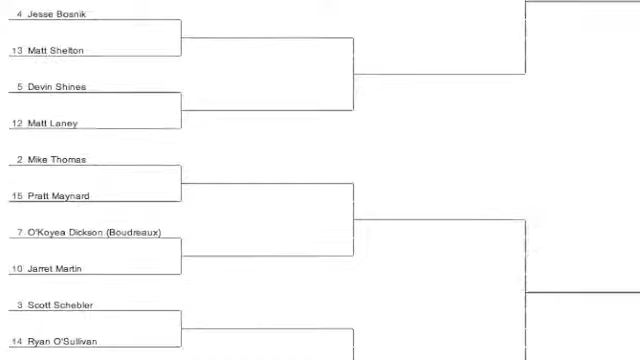 4 Jesse Bosnik
13 Matt Shelton
5 Devin Shines
12 Matt Laney
2 Mike Thomas
15 Pratt Maynard
7 O'Koyea Dickson (Boudreaux)
10 Jarret Martin
3 Scott Schebler
14 Ryan O'Sullivan